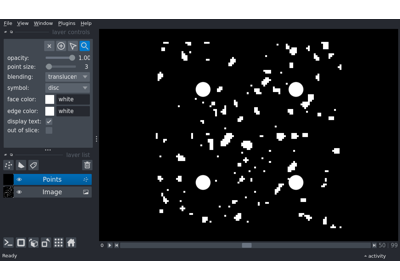 File View Window Plugins Help
layer controls
opacity: 1.00
point size: 3
blending: translucen
symbol: disc
face color: white
edge color: white
display text:
out of slice:
layer list
Points
Image
50 99
Ready
activity